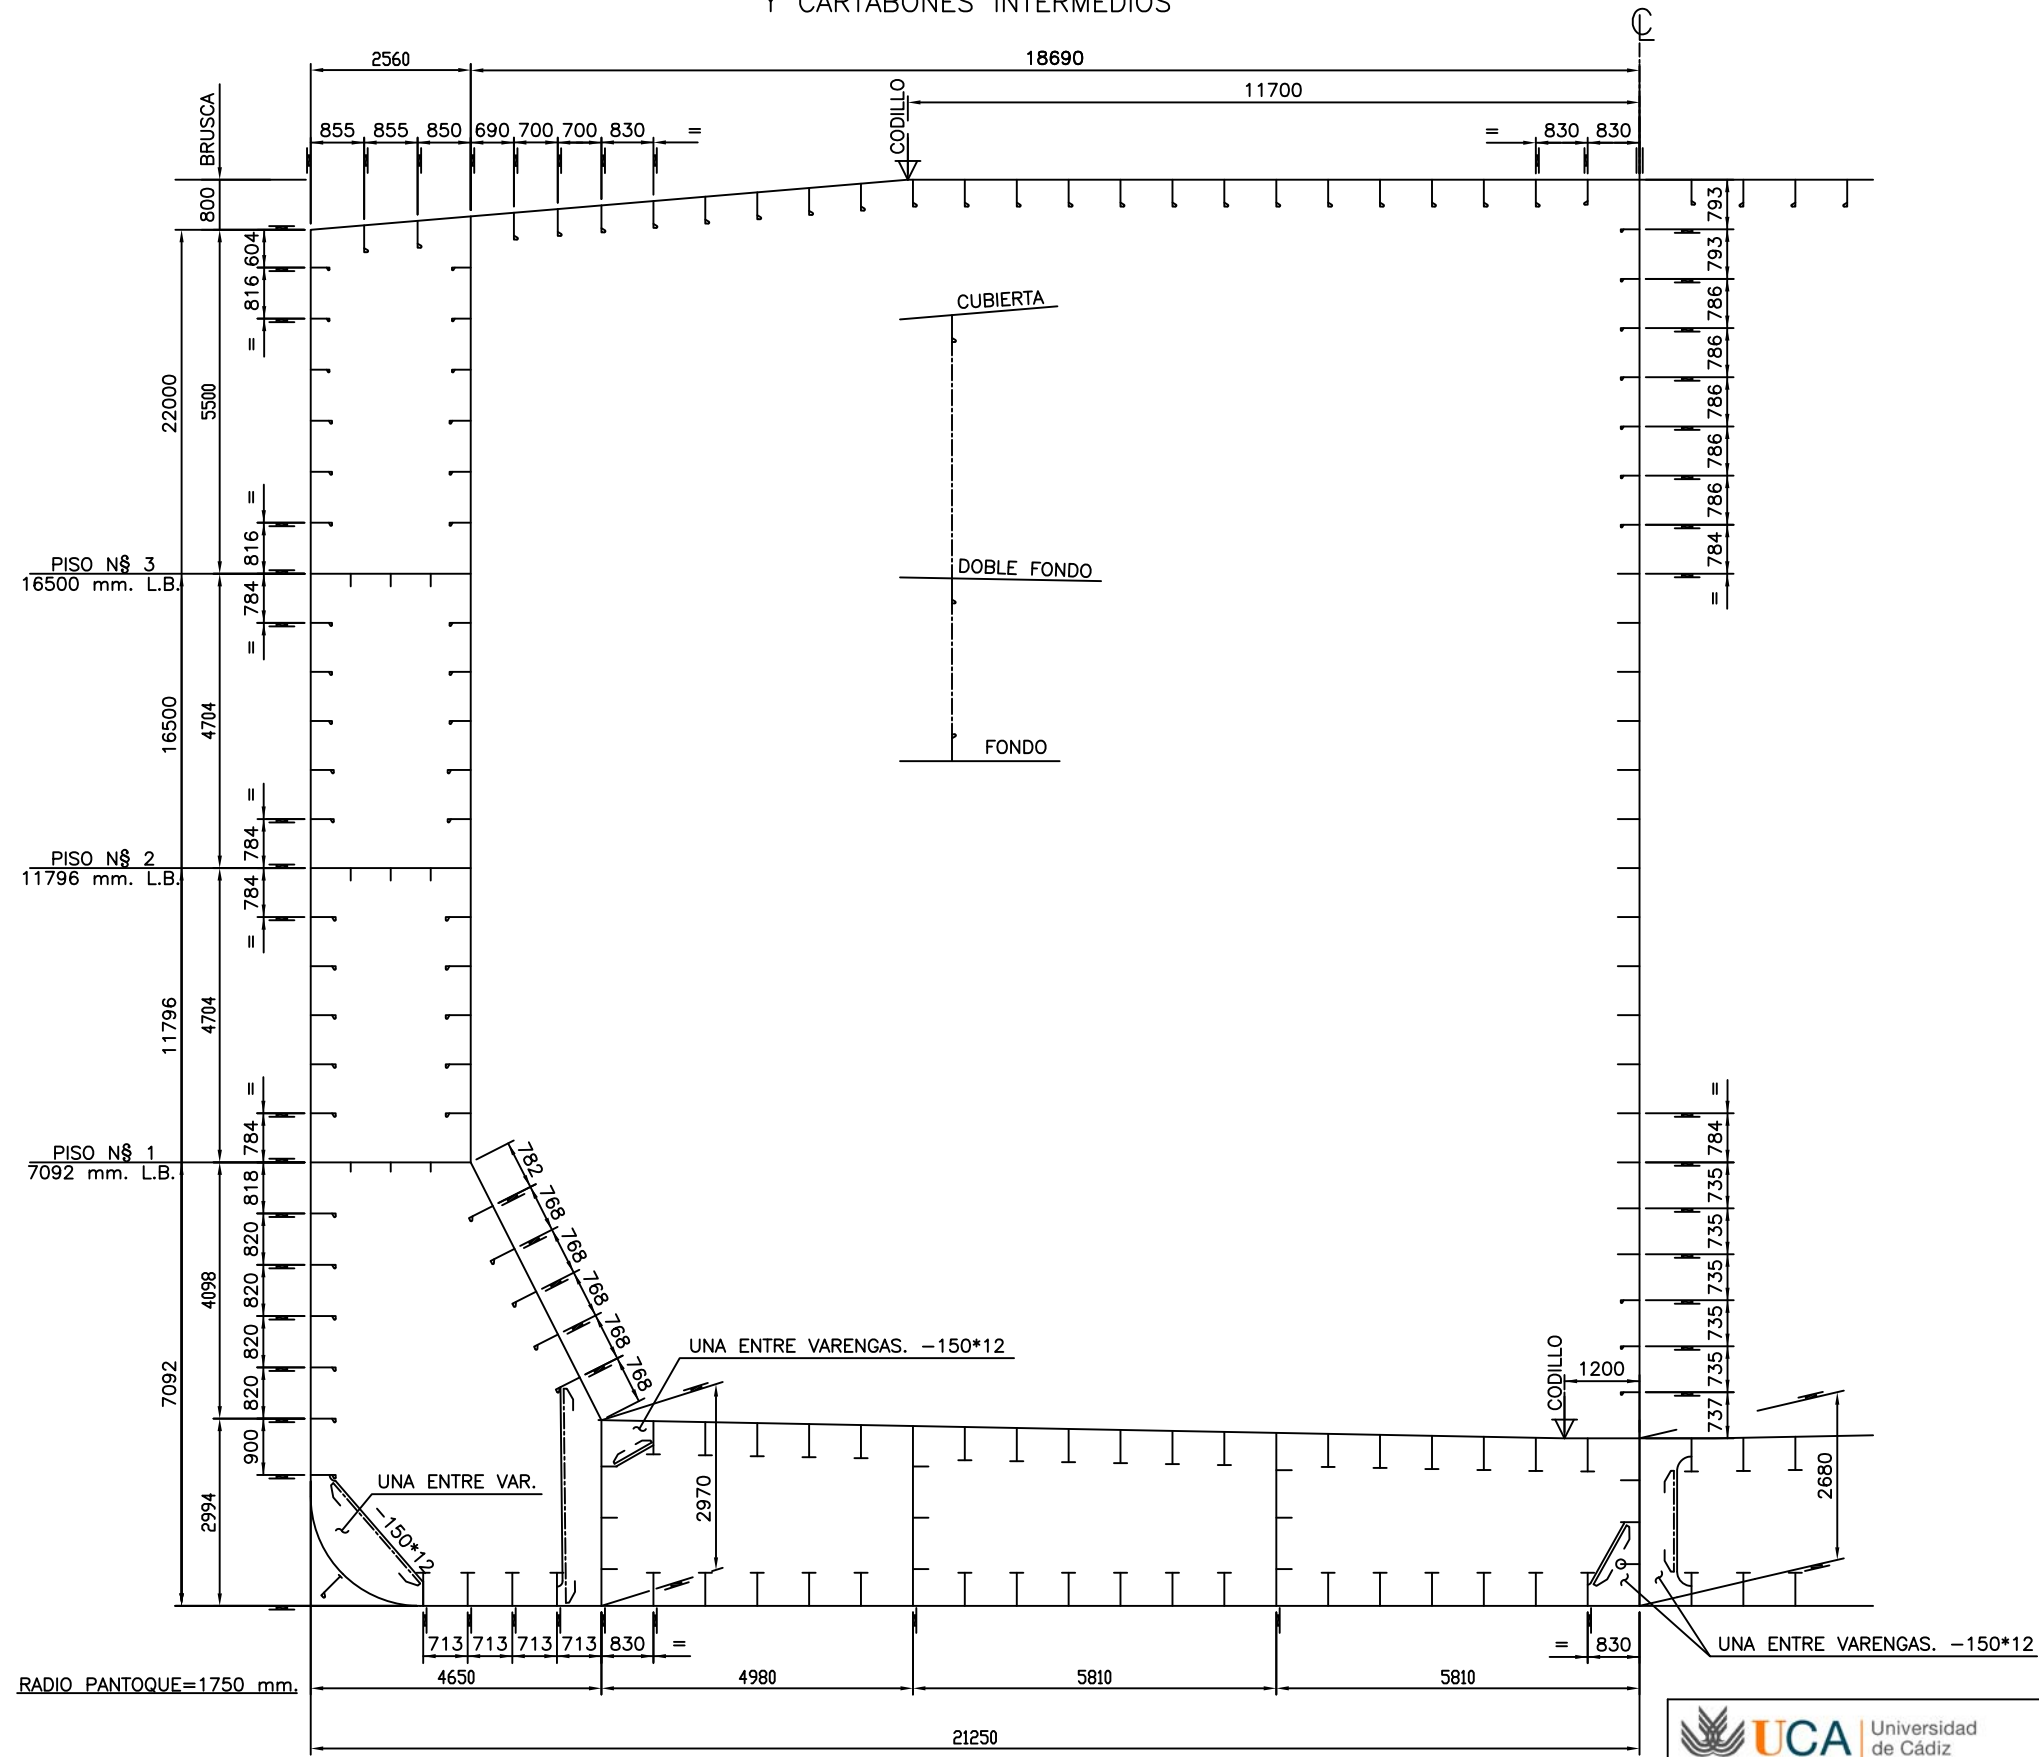 Y CARTABONES INTERMEDIOS
℄
2560
18690
11700
BRUSCA
CODILLO
855 855 850 690 700 700 830 =
= 830 830
800
604
816
=
22000
5500
=
816
793
793
786
786
786
786
786
784
=
CUBIERTA
DOBLE FONDO
FONDO
PISO N§ 3
16500 mm. L.B.
784
=
16500
4704
=
784
PISO N§ 2
11796 mm. L.B.
784
=
11796
4704
=
784
PISO N§ 1
7092 mm. L.B.
818
820
820
820
820
900
4098
7092
2994
782
768
768
768
768
768
=
784
735
735
735
735
735
737
UNA ENTRE VARENGAS. -150*12
CODILLO
1200
UNA ENTRE VAR.
-150*12
2970
2680
713 713 713 713 830 =
= 830
UNA ENTRE VARENGAS. -150*12
RADIO PANTOQUE=1750 mm.
4650
4980
5810
5810
21250
UCA
Universidad
de Cádiz